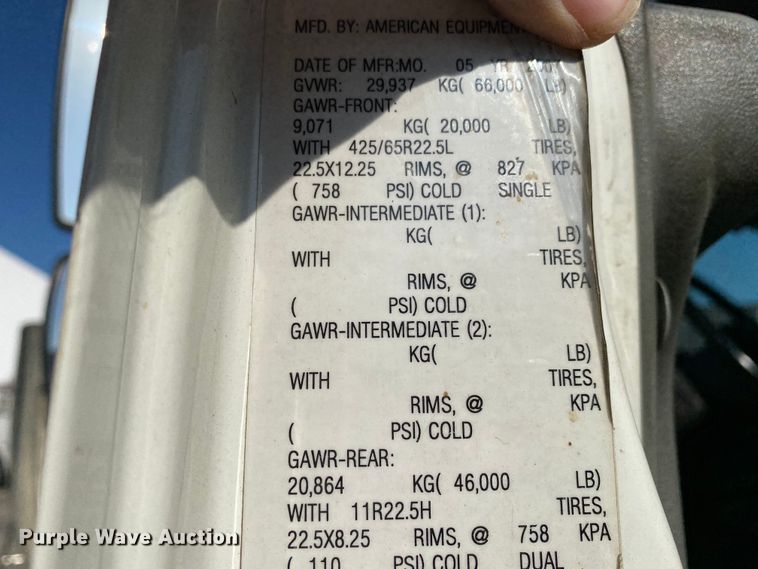 MFD. BY: AMERICAN EQUIPMENT
DATE OF MFR:MO. 05 YR
GVWR: 29,937 KG( 66,000 LB)
GAWR-FRONT:
9,071 KG( 20,000 LB)
WITH 425/65R22.5L TIRES,
22.5X12.25 RIMS, @ 827 KPA
( 758 PSI) COLD SINGLE
GAWR-INTERMEDIATE (1):
KG( LB)
WITH TIRES,
RIMS, @ KPA
( PSI) COLD
GAWR-INTERMEDIATE (2):
KG( LB)
WITH TIRES,
RIMS, @ KPA
( PSI) COLD
GAWR-REAR:
20,864 KG( 46,000 LB)
WITH 11R22.5H TIRES,
22.5X8.25 RIMS, @ 758 KPA
( 110 PSI) COLD DUAL
Purple Wave Auction